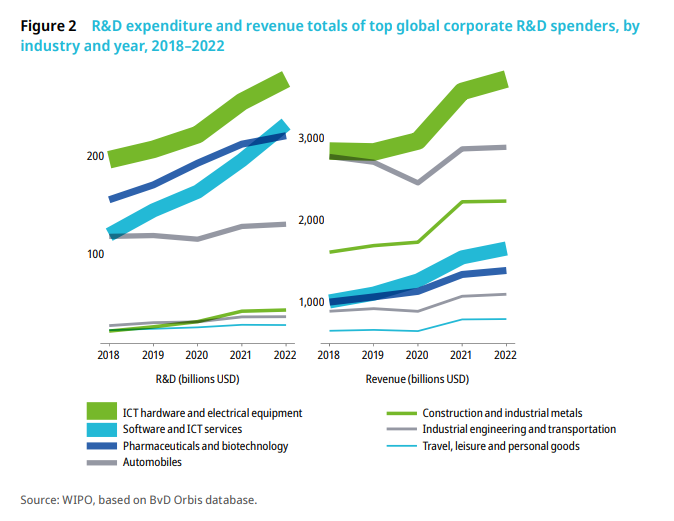 Figure 2 R&D expenditure and revenue totals of top global corporate R&D spenders, by
industry and year, 2018–2022
200
100
2018 2019 2020 2021 2022
R&D (billions USD)
3,000
2,000
1,000
2018 2019 2020 2021 2022
Revenue (billions USD)
ICT hardware and electrical equipment
Software and ICT services
Pharmaceuticals and biotechnology
Automobiles
Construction and industrial metals
Industrial engineering and transportation
Travel, leisure and personal goods
Source: WIPO, based on BvD Orbis database.